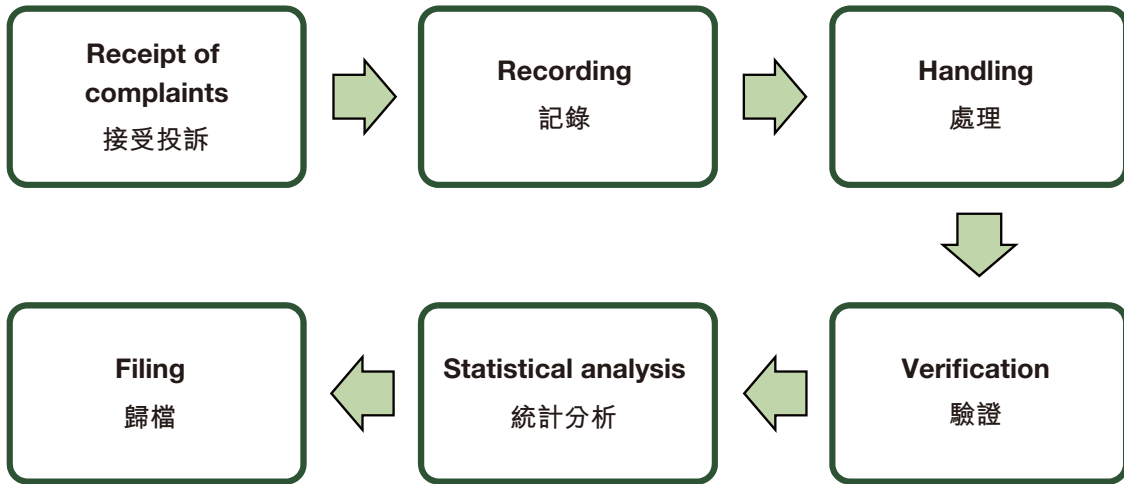 Receipt of
complaints
接受投訴
Recording
記錄
Handling
處理
Verification
驗證
Statistical analysis
統計分析
Filing
歸檔